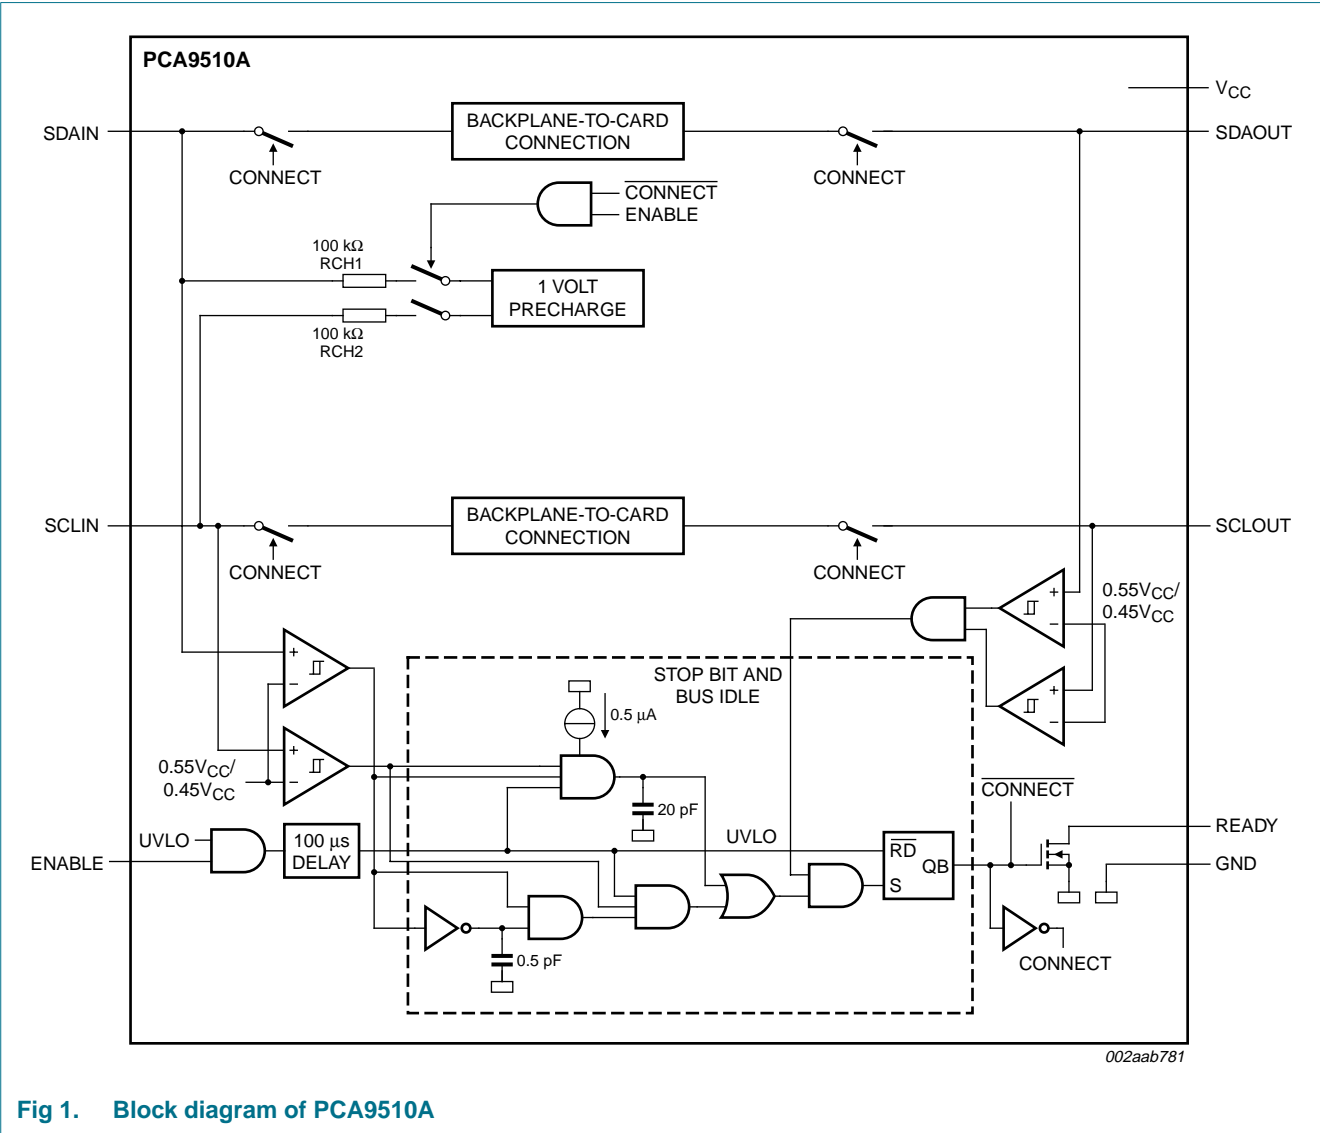 PCA9510A
VCC
SDAIN
BACKPLANE-TO-CARD
CONNECTION
SDAOUT
CONNECT
CONNECT
CONNECT
ENABLE
100 kΩ
RCH1
1 VOLT
PRECHARGE
100 kΩ
RCH2
SCLIN
BACKPLANE-TO-CARD
CONNECTION
SCLOUT
CONNECT
CONNECT
0.55VCC/
0.45VCC
+
−
+
−
STOP BIT AND
BUS IDLE
+
−
0.5 μA
+
−
0.55VCC/
0.45VCC
20 pF
CONNECT
UVLO
100 μs
DELAY
UVLO
READY
ENABLE
RD
QB
S
GND
0.5 pF
CONNECT
002aab781
Fig 1. Block diagram of PCA9510A